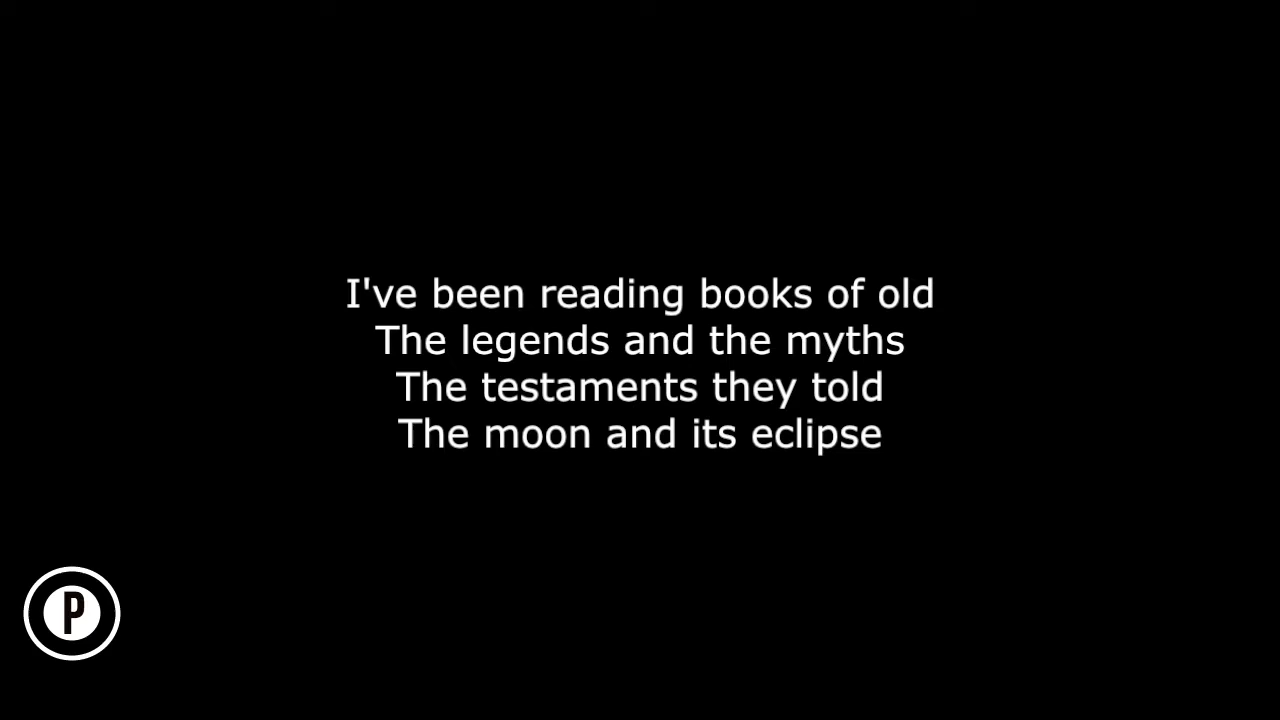 I've been reading books of old
The legends and the myths
The testaments they told
The moon and its eclipse
P